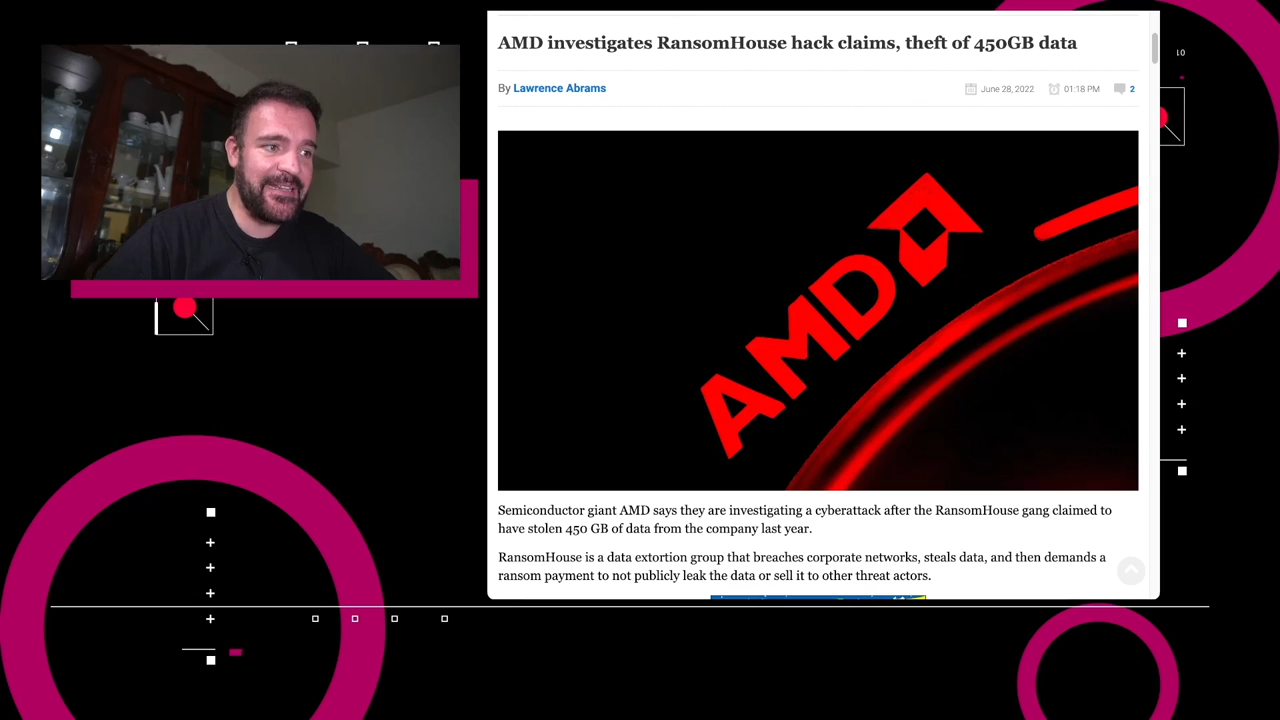 AMD investigates RansomHouse hack claims, theft of 450GB data
By Lawrence Abrams
June 28, 2022 01:18 PM 2
AMD
Semiconductor giant AMD says they are investigating a cyberattack after the RansomHouse gang claimed to
have stolen 450 GB of data from the company last year.
RansomHouse is a data extortion group that breaches corporate networks, steals data, and then demands a
ransom payment to not publicly leak the data or sell it to other threat actors.